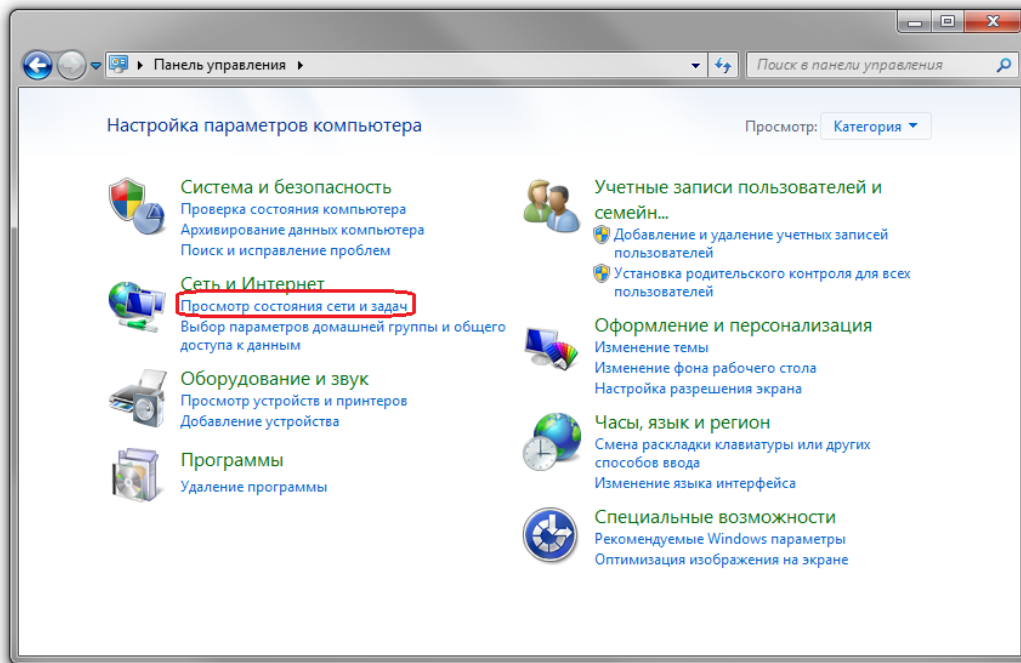 Панель управления
Поиск в панели управления
Настройка параметров компьютера
Просмотр: Категория
Система и безопасность
Проверка состояния компьютера
Архивирование данных компьютера
Поиск и исправление проблем
Сеть и Интернет
Просмотр состояния сети и задач
Выбор параметров домашней группы и общего
доступа к данным
Оборудование и звук
Просмотр устройств и принтеров
Добавление устройства
Программы
Удаление программы
Учетные записи пользователей и
семейн...
Добавление и удаление учетных записей
пользователей
Установка родительского контроля для всех
пользователей
Оформление и персонализация
Изменение темы
Изменение фона рабочего стола
Настройка разрешения экрана
Часы, язык и регион
Смена раскладки клавиатуры или других
способов ввода
Изменение языка интерфейса
Специальные возможности
Рекомендуемые Windows параметры
Оптимизация изображения на экране